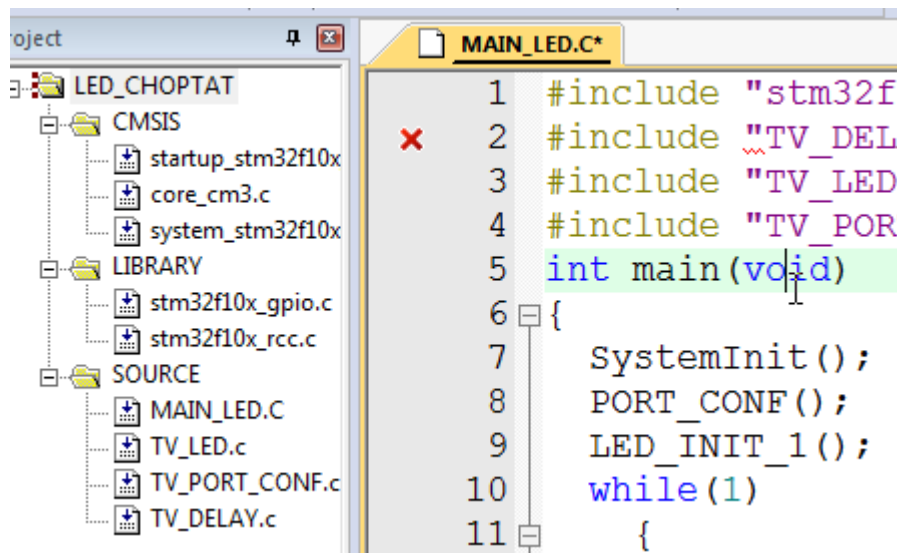 oject
LED_CHOPTAT
CMSIS
startup_stm32f10x
core_cm3.c
system_stm32f10x
LIBRARY
stm32f10x_gpio.c
stm32f10x_rcc.c
SOURCE
MAIN_LED.C
TV_LED.c
TV_PORT_CONF.c
TV_DELAY.c
MAIN_LED.C*
1 #include "stm32f
2 #include "TV_DEL
3 #include "TV_LED
4 #include "TV_POR
5 int main(void)
6 {
7 SystemInit();
8 PORT_CONF();
9 LED_INIT_1();
10 while(1)
11 {